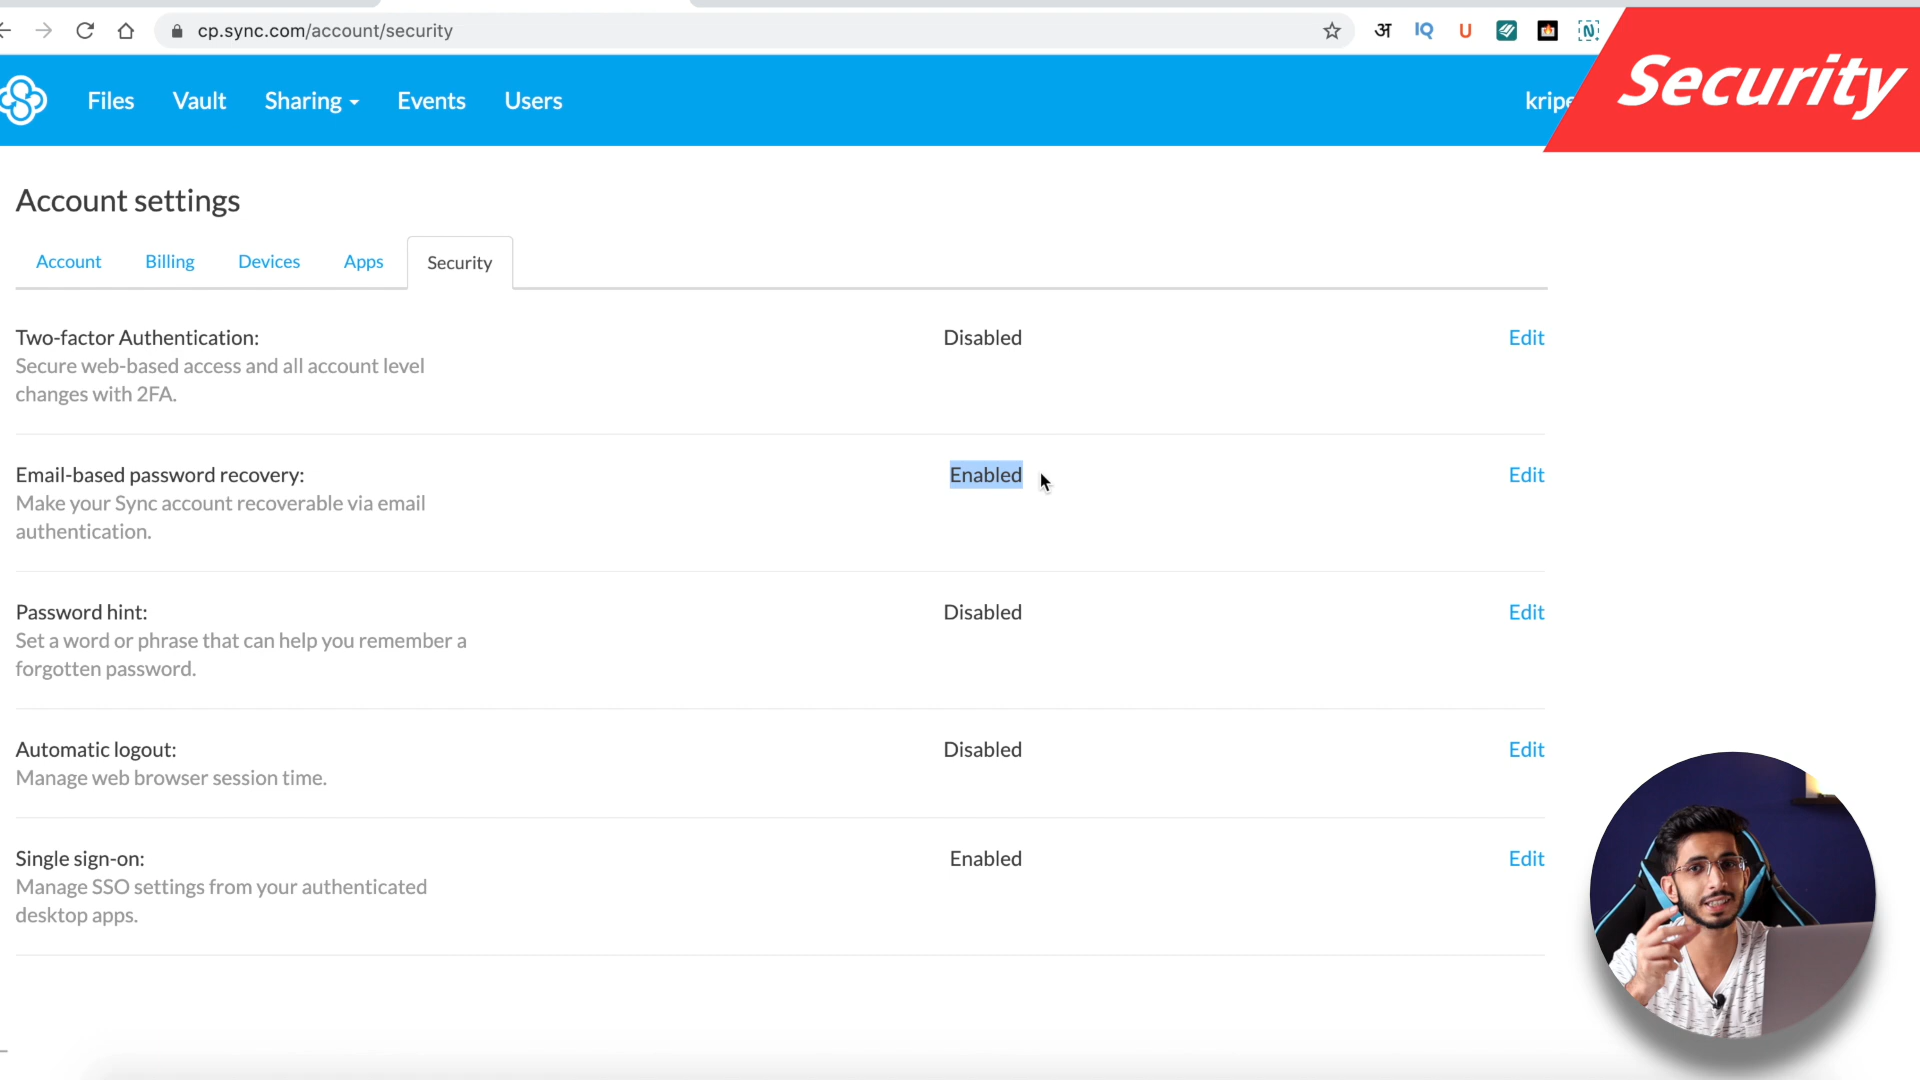 cp.sync.com/account/security
अ IQ U N
Security
Files Vault Sharing Events Users kripe
Account settings
Account Billing Devices Apps Security
Two-factor Authentication: Disabled Edit
Secure web-based access and all account level
changes with 2FA.
Email-based password recovery: Enabled Edit
Make your Sync account recoverable via email
authentication.
Password hint: Disabled Edit
Set a word or phrase that can help you remember a
forgotten password.
Automatic logout: Disabled Edit
Manage web browser session time.
Single sign-on: Enabled Edit
Manage SSO settings from your authenticated
desktop apps.